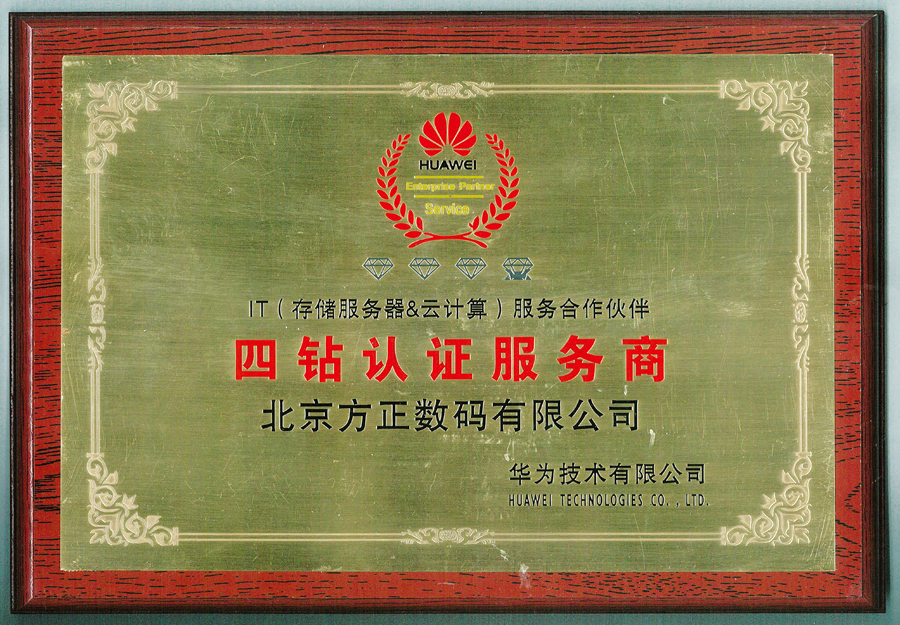 HUAWEI
Enterprise Partner
Service
IT（存储服务器&云计算）服务合作伙伴
四钻认证服务商
北京方正数码有限公司
华为技术有限公司
HUAWEI TECHNOLOGIES CO.,LTD.